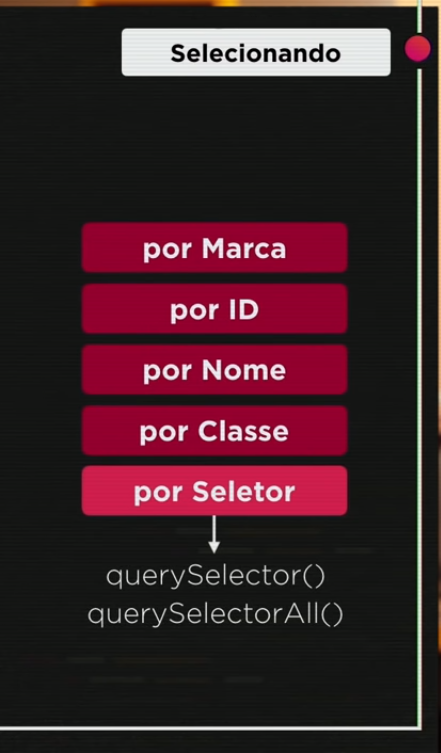 Selecionando
por Marca
por ID
por Nome
por Classe
por Seletor
querySelector()
querySelectorAll()